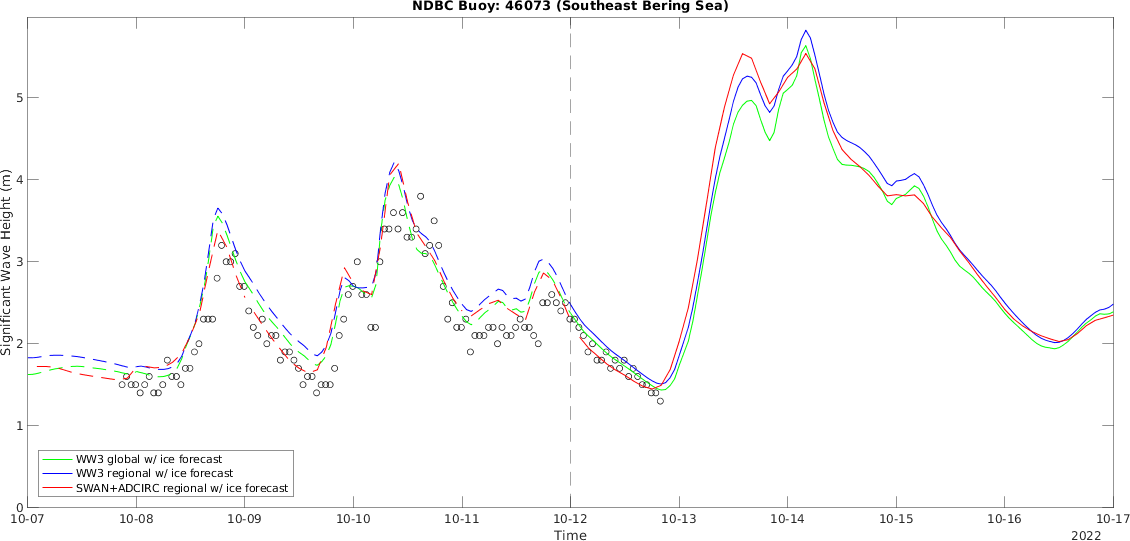 NDBC Buoy: 46073 (Southeast Bering Sea)
Significant Wave Height (m)
5
4
3
2
1
0
WW3 global w/ ice forecast
WW3 regional w/ ice forecast
SWAN+ADCIRC regional w/ ice forecast
10-07 10-08 10-09 10-10 10-11 10-12 10-13 10-14 10-15 10-16 10-17
Time
2022